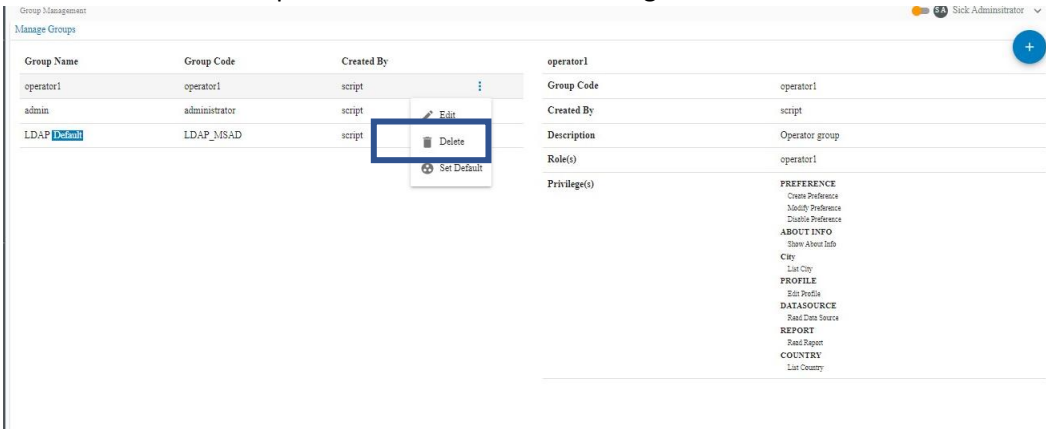 Group Management
SA Sick Adminsitrator
Manage Groups
+
Group Name Group Code Created By
operator1 operator1 script
admin administrator script
LDAP Default LDAP_MSAD script
Edit
Delete
Set Default
operator1
Group Code operator1
Created By script
Description Operator group
Role(s) operator1
Privilege(s) PREFERENCE
Create Preference
Modify Preference
Disable Preference
ABOUT INFO
Show About Info
City
List City
PROFILE
Edit Profile
DATASOURCE
Read Data Source
REPORT
Read Report
COUNTRY
List Country